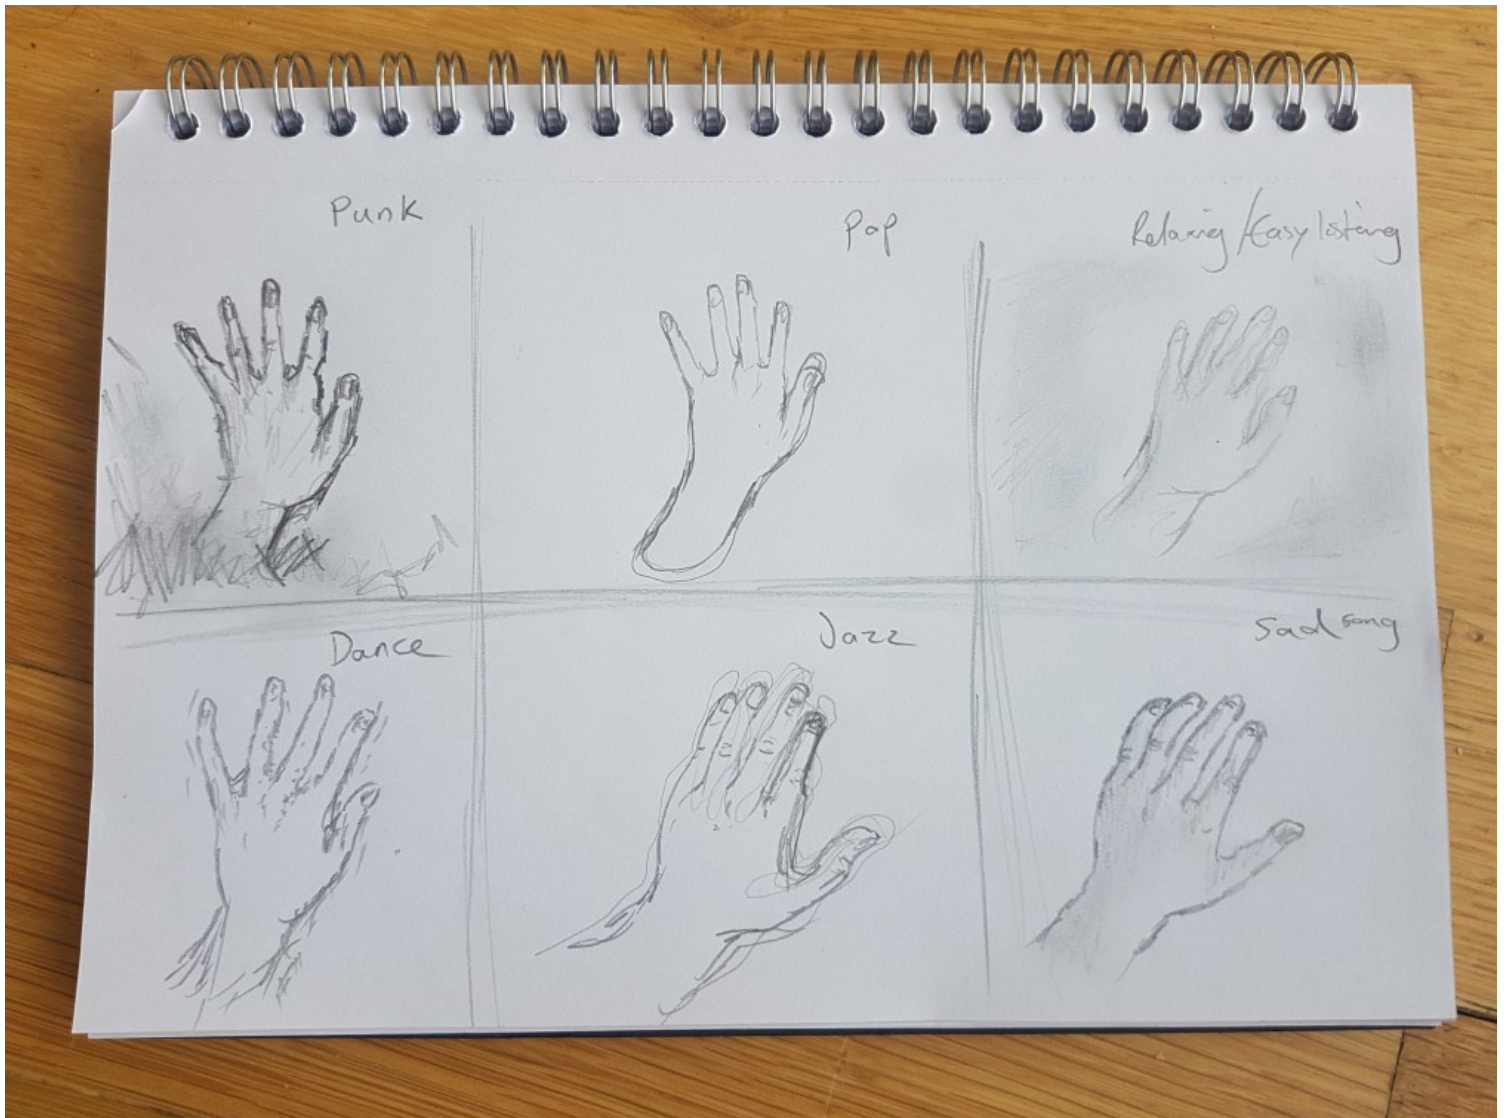 Punk
Pop
Relaxing /Easy listening
Dance
Jazz
Sad song